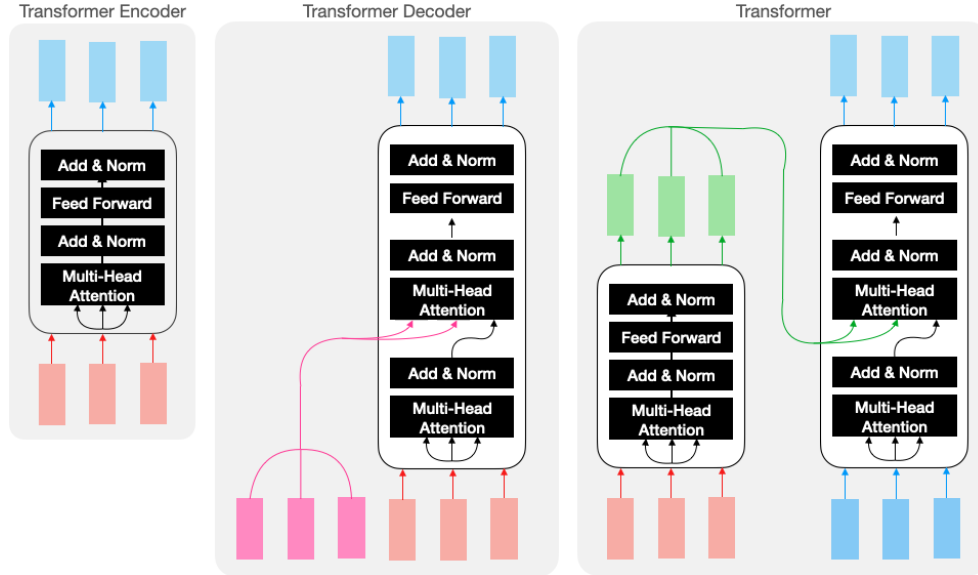 Transformer Encoder
Add & Norm
Feed Forward
Add & Norm
Multi-Head
Attention
Transformer Decoder
Add & Norm
Feed Forward
Add & Norm
Multi-Head
Attention
Add & Norm
Multi-Head
Attention
Transformer
Add & Norm
Feed Forward
Add & Norm
Multi-Head
Attention
Add & Norm
Feed Forward
Add & Norm
Multi-Head
Attention
Add & Norm
Multi-Head
Attention